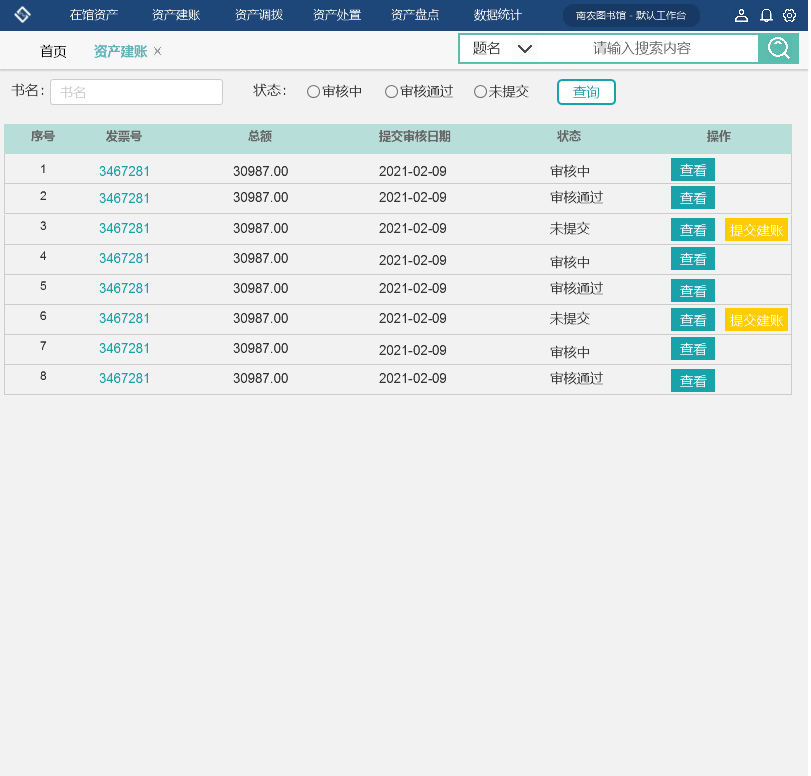 在馆资产 资产建账 资产调拨 资产处置 资产盘点 数据统计 南农图书馆 - 默认工作台
首页 资产建账 × 题名 请输入搜索内容
书名: 书名 状态: 审核中 审核通过 未提交 查询
序号 发票号 总额 提交审核日期 状态 操作
1 3467281 30987.00 2021-02-09 审核中 查看
2 3467281 30987.00 2021-02-09 审核通过 查看
3 3467281 30987.00 2021-02-09 未提交 查看 提交建账
4 3467281 30987.00 2021-02-09 审核中 查看
5 3467281 30987.00 2021-02-09 审核通过 查看
6 3467281 30987.00 2021-02-09 未提交 查看 提交建账
7 3467281 30987.00 2021-02-09 审核中 查看
8 3467281 30987.00 2021-02-09 审核通过 查看